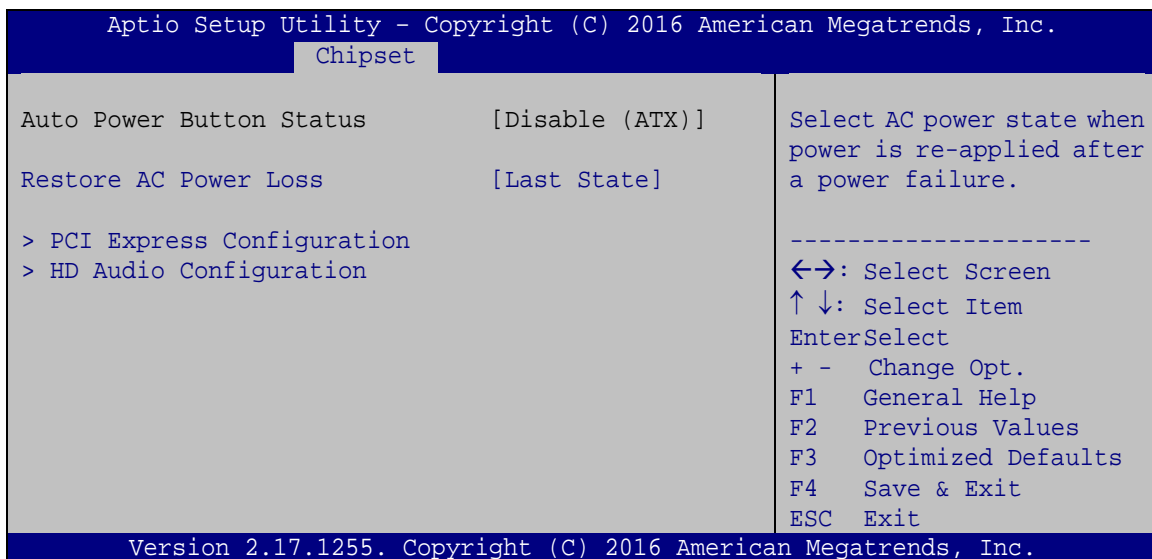 Aptio Setup Utility – Copyright (C) 2016 American Megatrends, Inc.
Chipset
Auto Power Button Status [Disable (ATX)]
Restore AC Power Loss [Last State]
> PCI Express Configuration
> HD Audio Configuration
Select AC power state when
power is re-applied after
a power failure.
---------------------
←→: Select Screen
↑ ↓: Select Item
EnterSelect
+ - Change Opt.
F1 General Help
F2 Previous Values
F3 Optimized Defaults
F4 Save & Exit
ESC Exit
Version 2.17.1255. Copyright (C) 2016 American Megatrends, Inc.